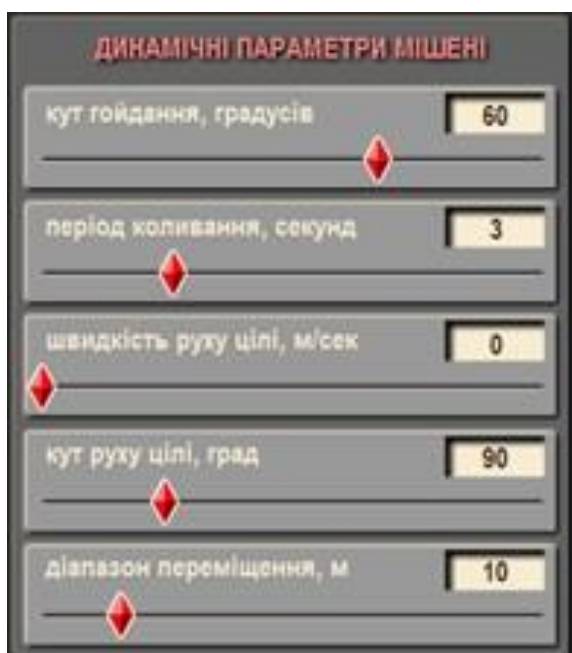 ДИНАМІЧНІ ПАРАМЕТРИ МІШЕНІ
кут гойдання, градусів 60
період коливання, секунд 3
швидкість руху цілі, м/сек 0
кут руху цілі, град 90
діапазон переміщення, м 10